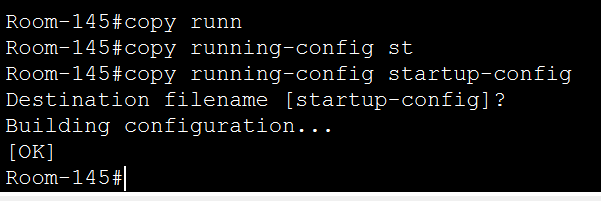 Room-145#copy runn
Room-145#copy running-config st
Room-145#copy running-config startup-config
Destination filename [startup-config]?
Building configuration...
[OK]
Room-145#